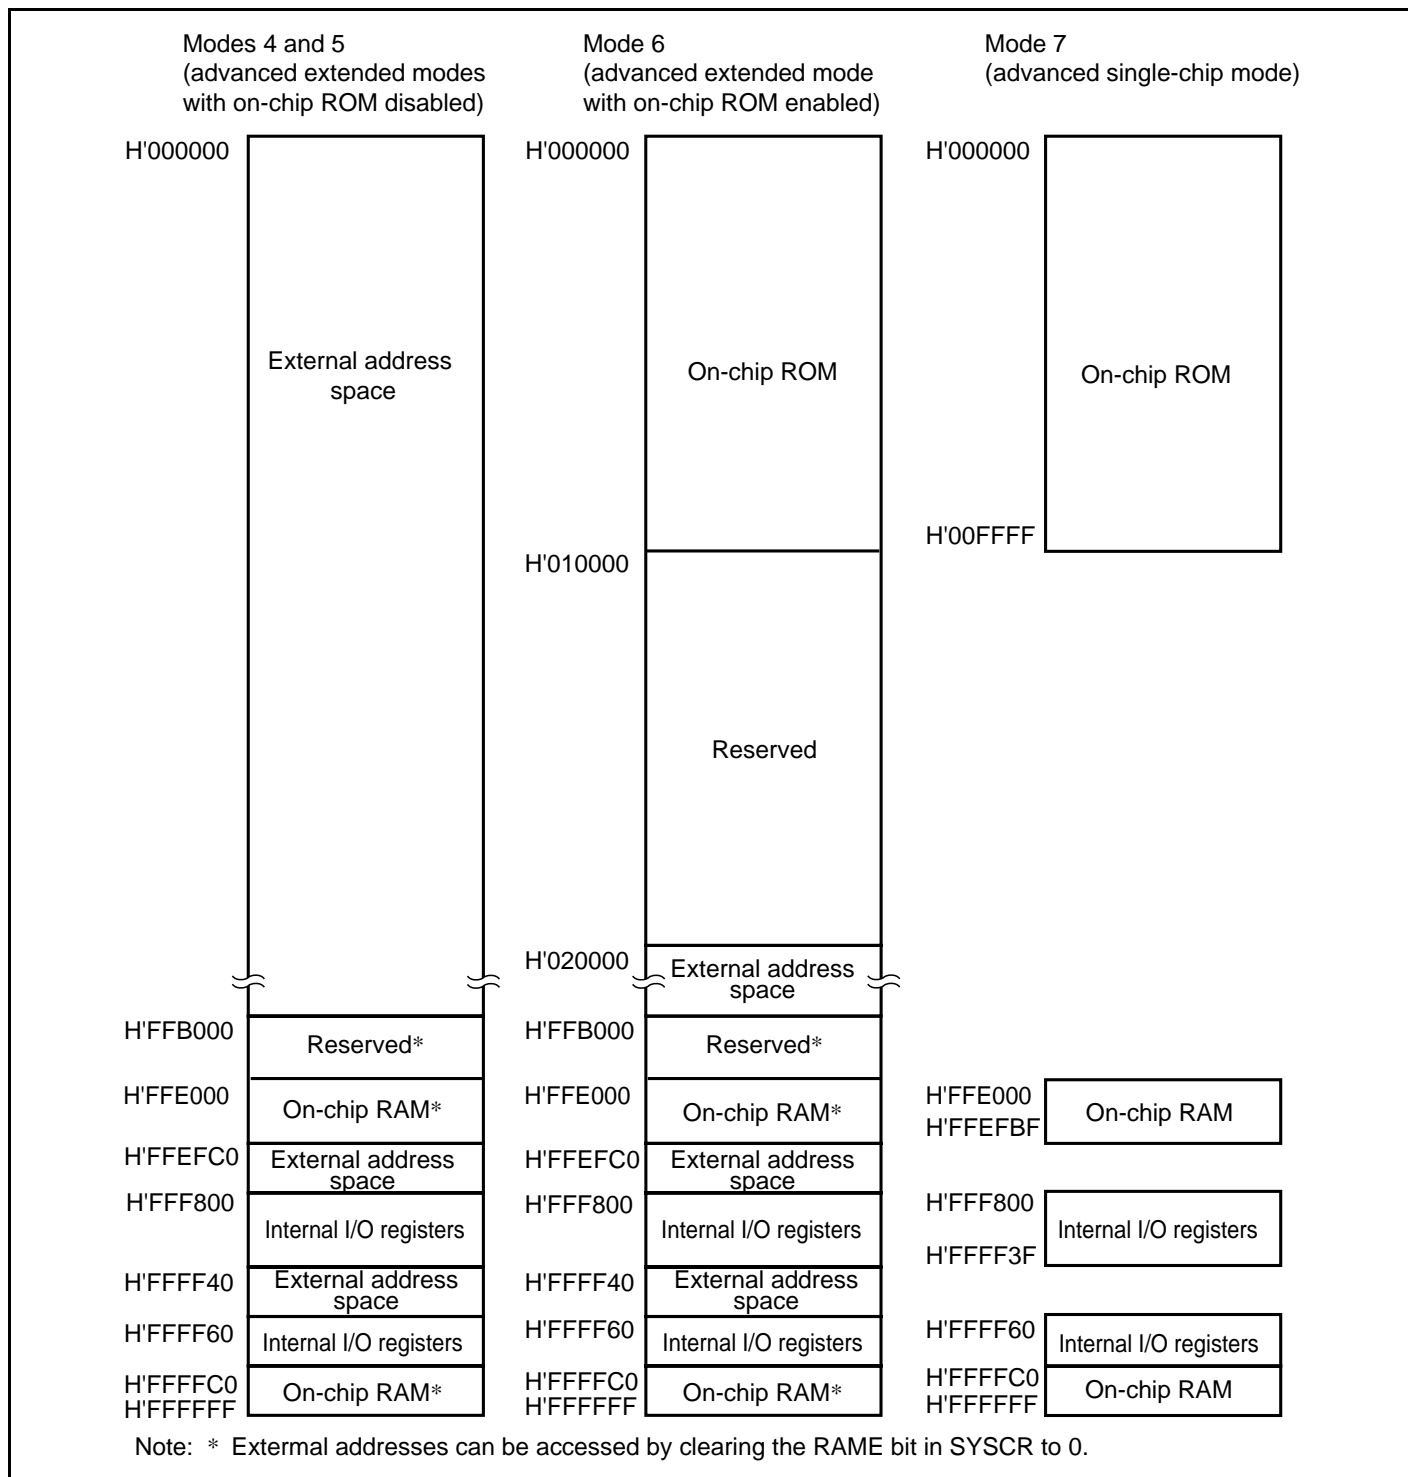 Modes 4 and 5
(advanced extended modes
with on-chip ROM disabled)
H'000000
External address
space
H'FFB000
Reserved*
H'FFE000
On-chip RAM*
H'FFEFC0
External address
space
H'FFF800
Internal I/O registers
H'FFFF40
External address
space
H'FFFF60
Internal I/O registers
H'FFFFC0
On-chip RAM*
H'FFFFFF
Mode 6
(advanced extended mode
with on-chip ROM enabled)
H'000000
On-chip ROM
H'010000
Reserved
H'020000
External address
space
H'FFB000
Reserved*
H'FFE000
On-chip RAM*
H'FFEFC0
External address
space
H'FFF800
Internal I/O registers
H'FFFF40
External address
space
H'FFFF60
Internal I/O registers
H'FFFFC0
On-chip RAM*
H'FFFFFF
Mode 7
(advanced single-chip mode)
H'000000
On-chip ROM
H'00FFFF
H'FFE000
On-chip RAM
H'FFEFBF
H'FFF800
Internal I/O registers
H'FFFF3F
H'FFFF60
Internal I/O registers
H'FFFFC0
On-chip RAM
H'FFFFFF
Note: * Extermal addresses can be accessed by clearing the RAME bit in SYSCR to 0.